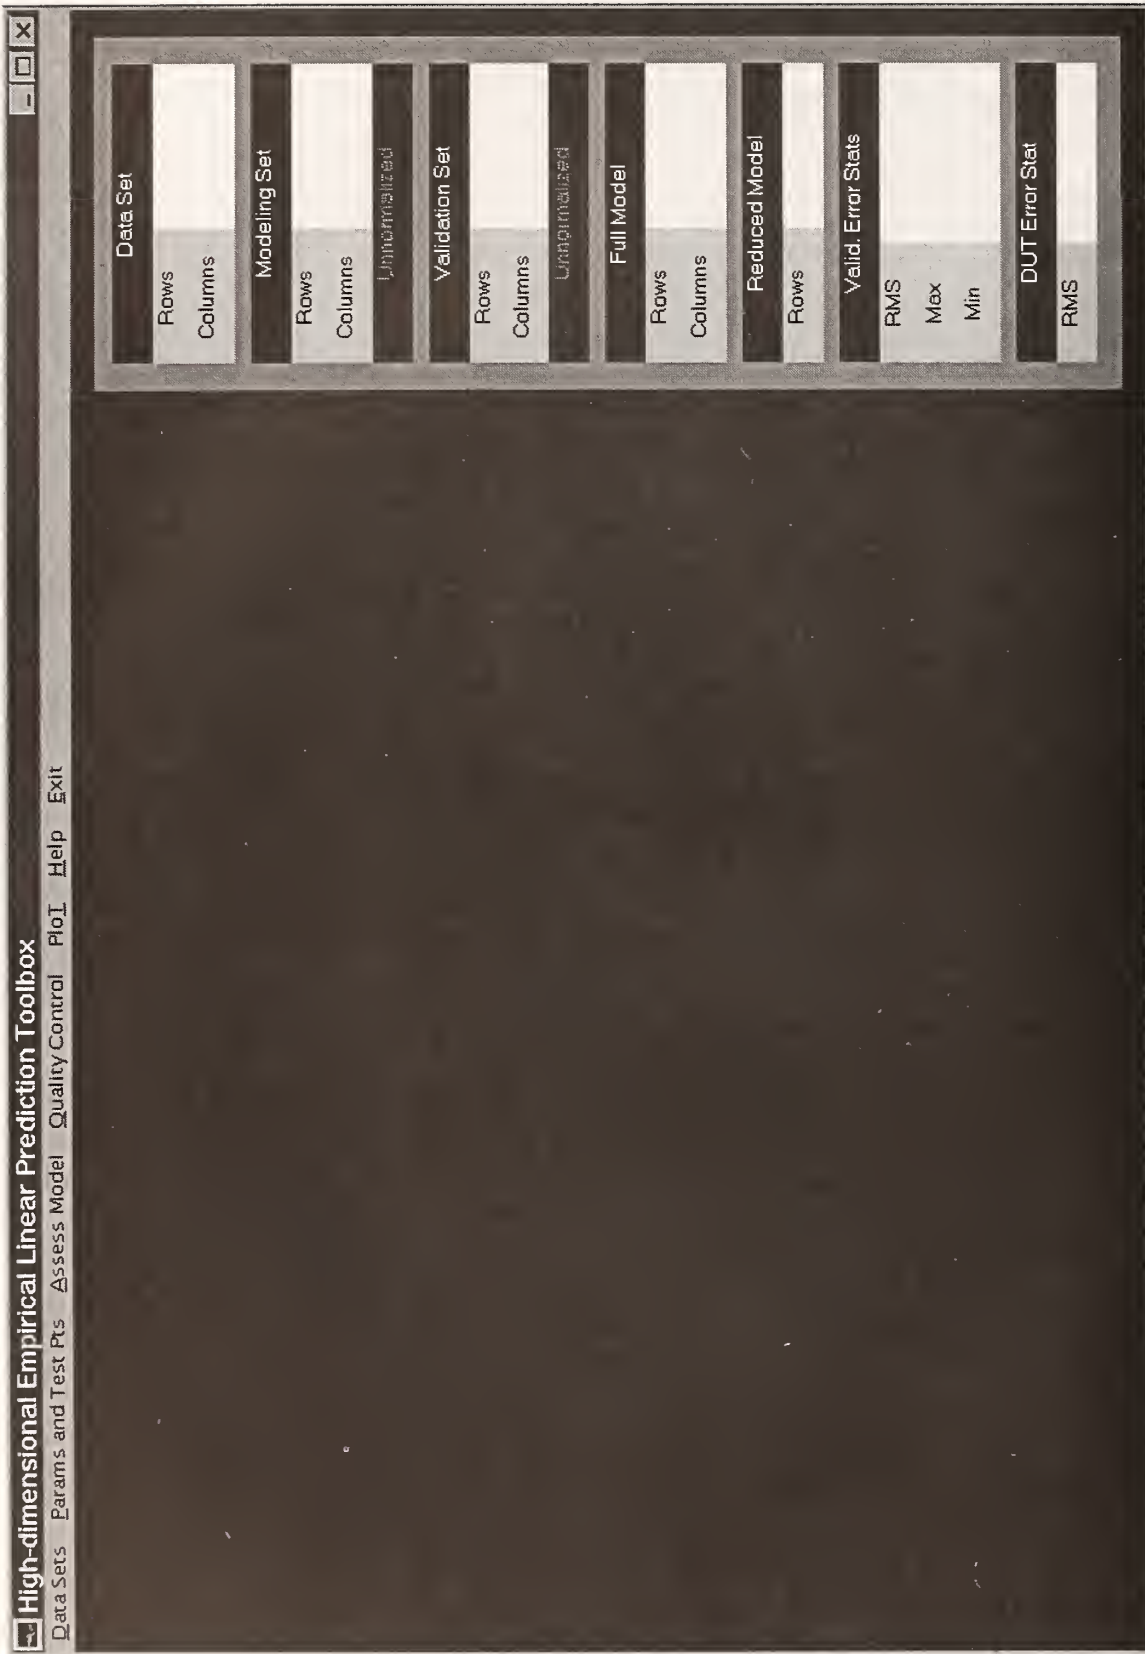 High-dimensional Empirical Linear Prediction Toolbox
Data Sets Params and Test Pts Assess Model Quality Control PloT Help Exit
Data Set
Rows
Columns
Modeling Set
Rows
Columns
Unnormalized
Validation Set
Rows
Columns
Unnormalized
Full Model
Rows
Columns
Reduced Model
Rows
Valid. Error Stats
RMS
Max
Min
DUT Error Stat
RMS